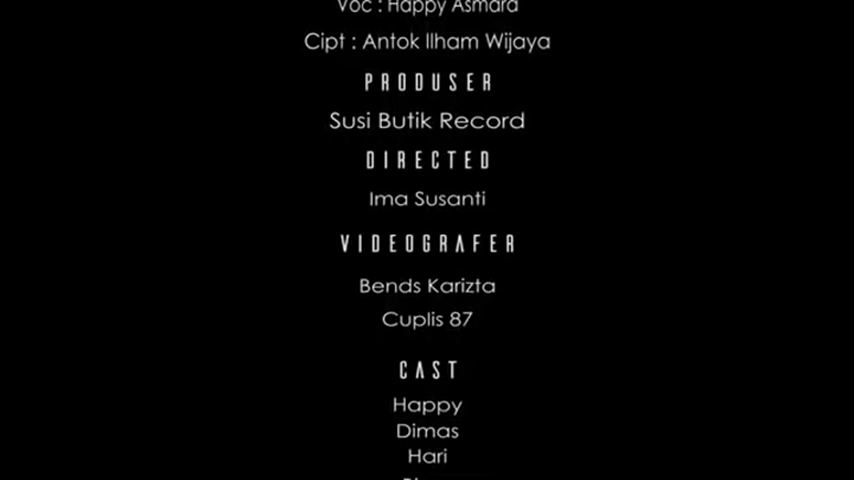 Voc : Happy Asmara
Cipt : Antok Ilham Wijaya
PRODUSER
Susi Butik Record
DIRECTED
Ima Susanti
VIDEOGRAFER
Bends Karizta
Cuplis 87
CAST
Happy
Dimas
Hari